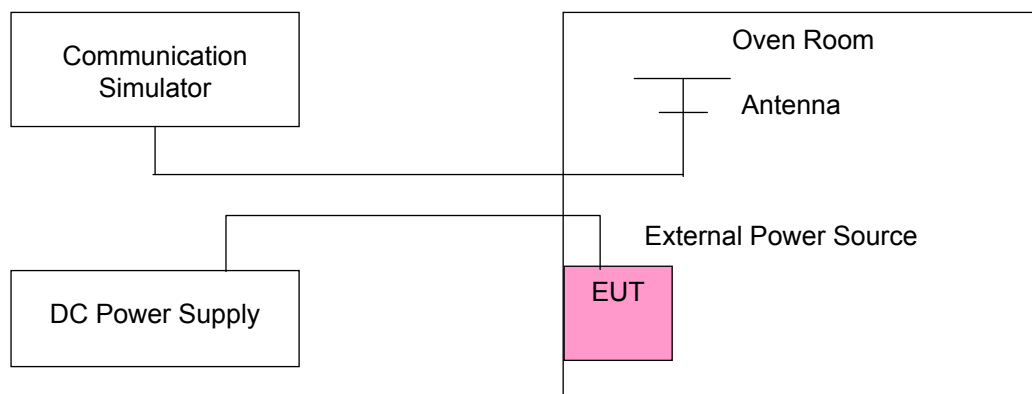 Communication
Simulator
Oven Room
Antenna
External Power Source
DC Power Supply
EUT